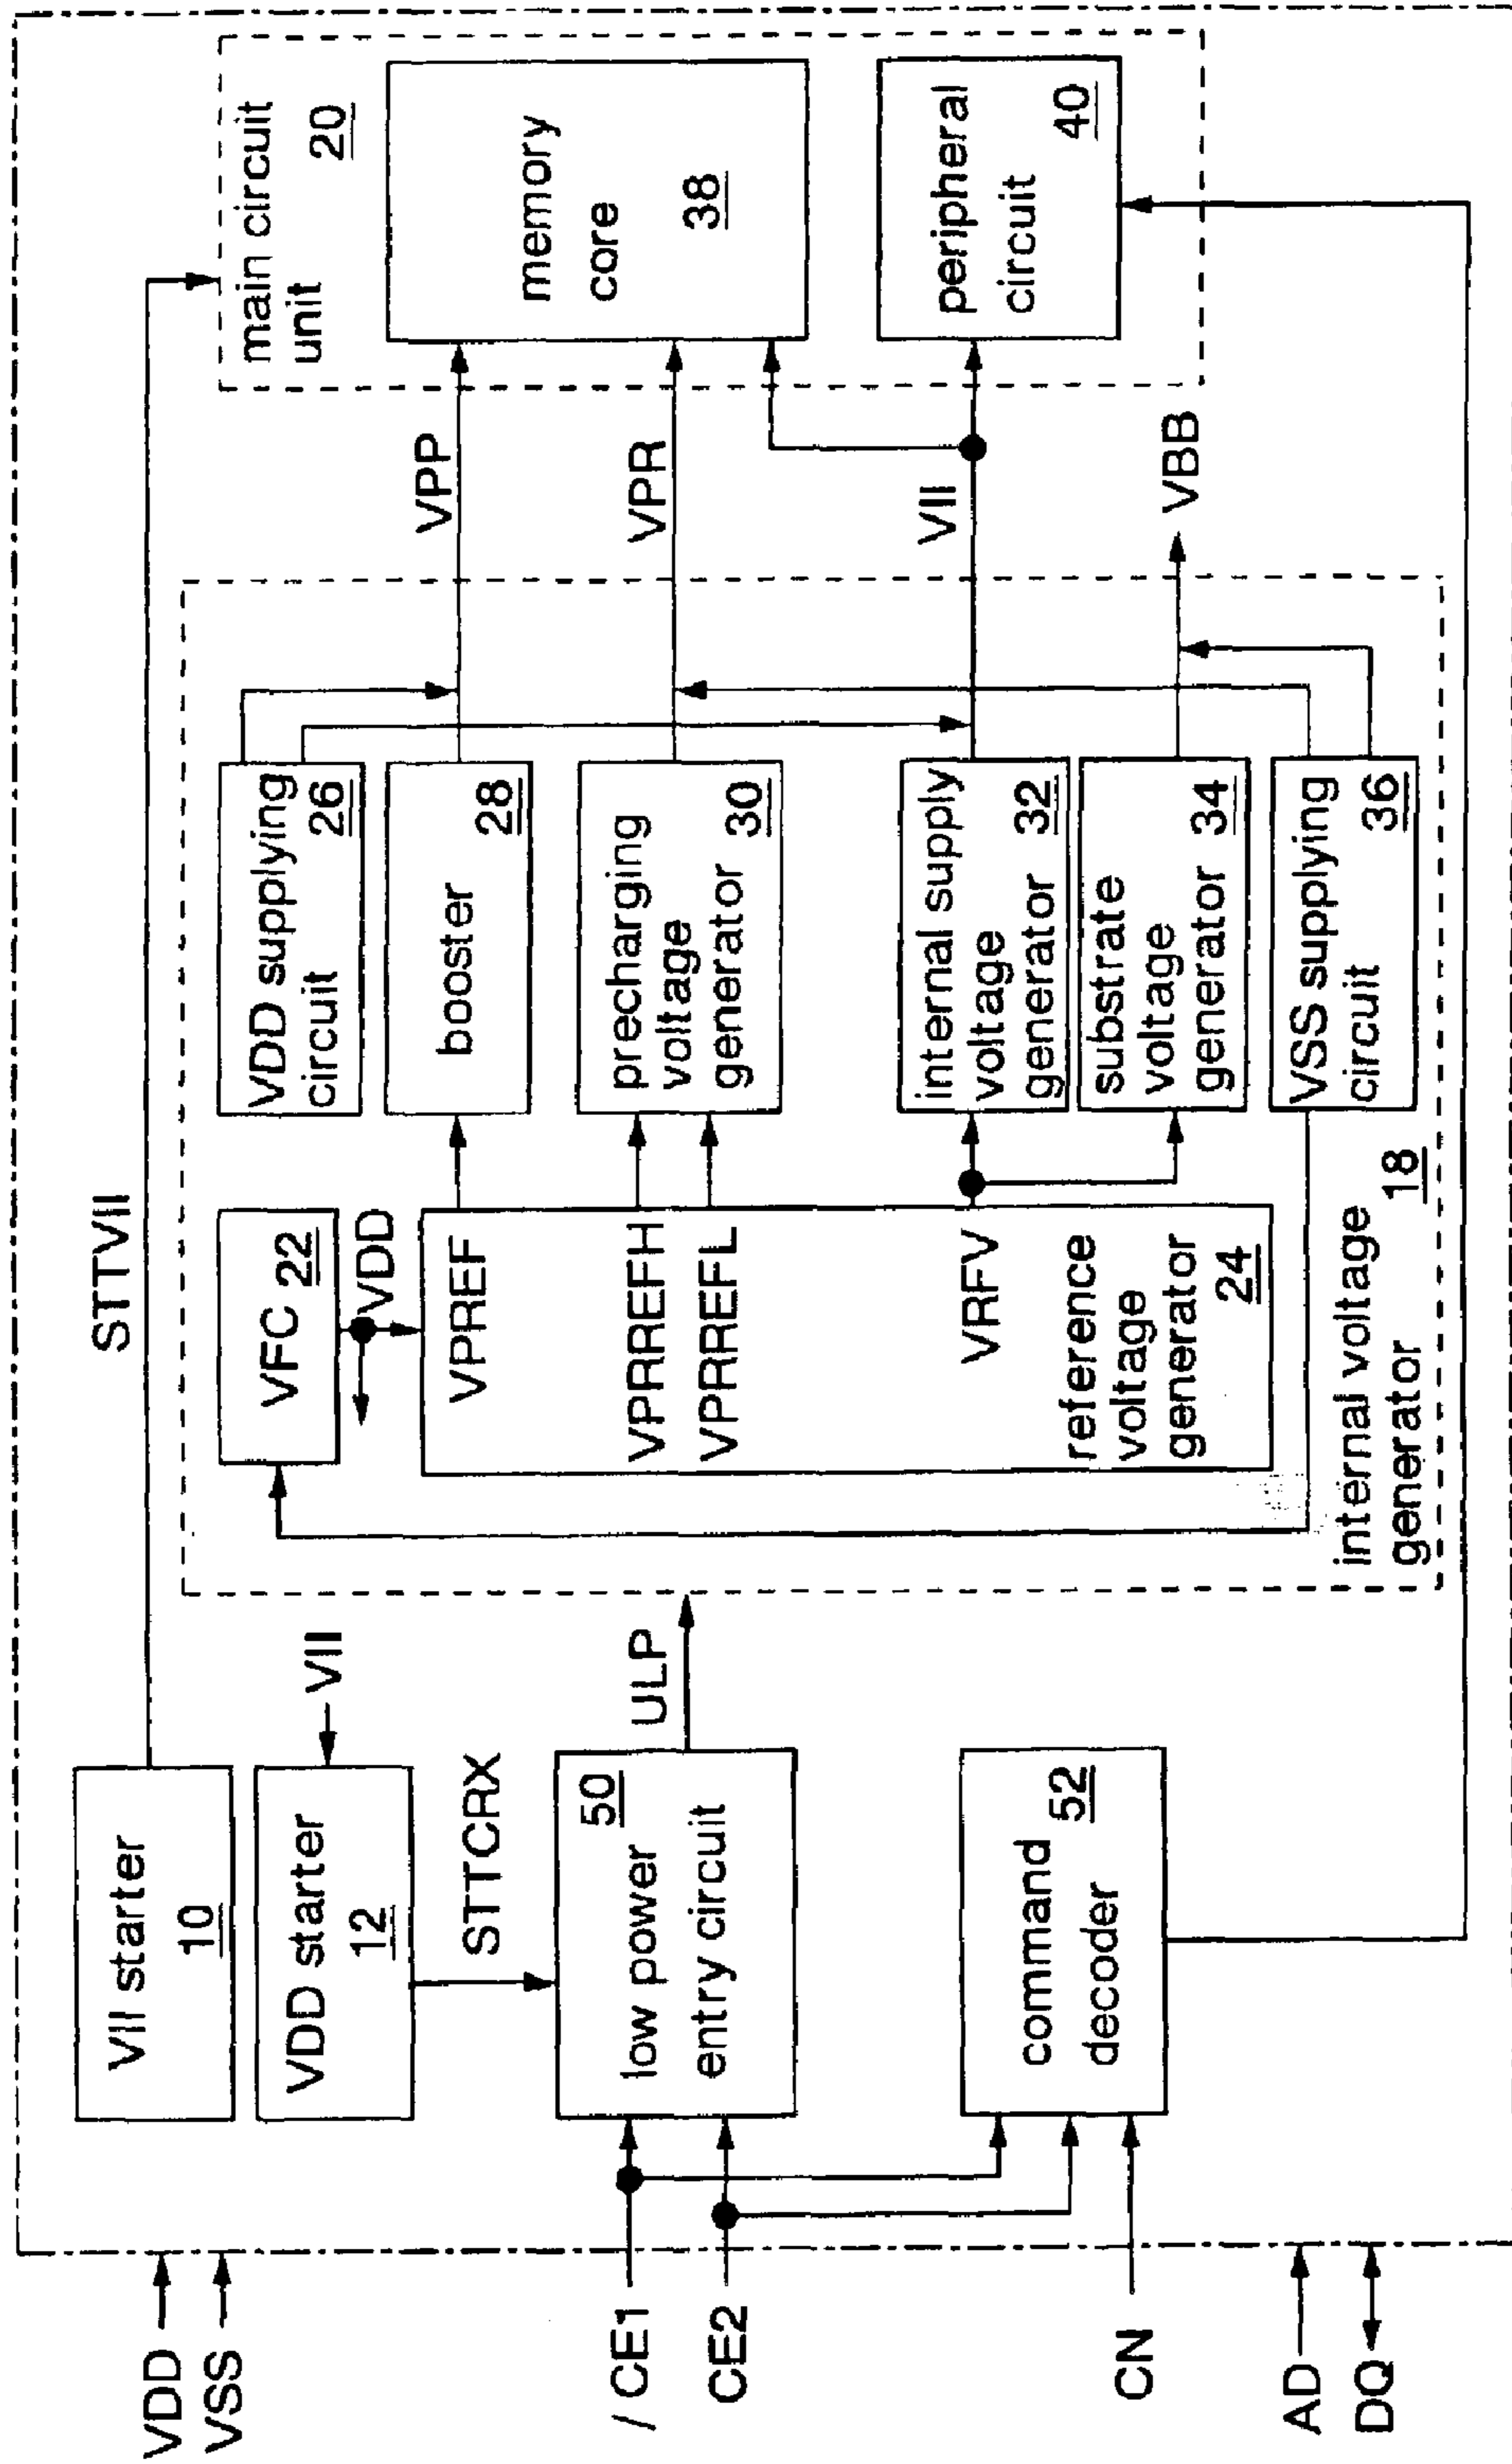 VDD
VSS
/ CE1
CE2
CN
AD
DQ
VII starter
10
VDD starter
12
VII
STTCRX
50
low power
entry circuit
ULP
command
decoder
52
STTVII
VFC 22
VDD
VPREF
VPRREFH
VPRREFL
VRFV
reference
voltage
generator
24
internal voltage
generator
18
VDD supplying
circuit
26
booster
28
precharging
voltage
generator
30
internal supply
voltage
generator
32
substrate
voltage
generator
34
VSS supplying
circuit
36
VPP
VPR
VII
VBB
main circuit
unit
20
memory
core
38
peripheral
circuit
40